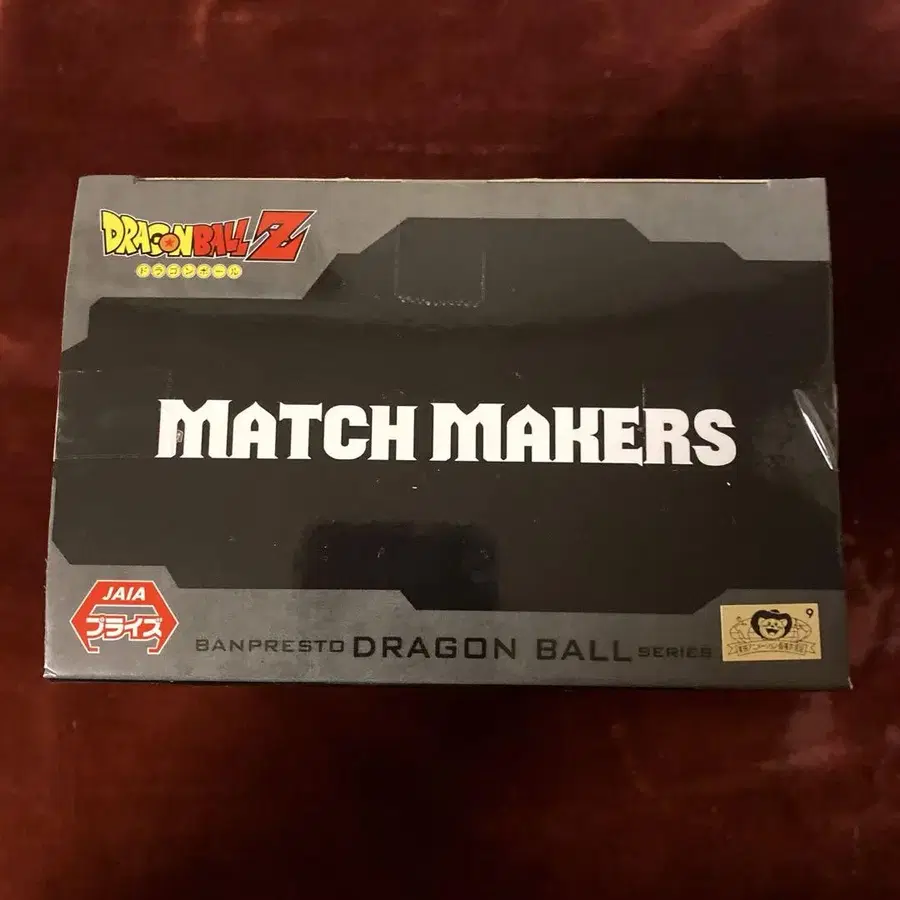 DRAGONBALL Z
ドラゴンボール
MATCH MAKERS
JAIA
プライズ
BANPRESTO DRAGON BALL SERIES
9